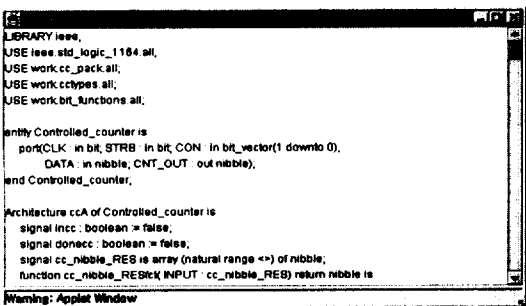 LIBRARY ieee,
USE ieee.std_logic_1164.all,
USE work.cc_pack.all;
USE work.cctypes.all;
USE work.bit_functions.all;
entity Controlled_counter is
port(CLK : in bit; STRB : in bit; CON : in bit_vector(1 downto 0),
DATA : in nibble; CNT_OUT : out nibble);
end Controlled_counter;
Architecture ccA of Controlled_counter is
signal incc : boolean := false;
signal donecc : boolean := false;
signal cc_nibble_RES is array (natural range <>) of nibble;
function cc_nibble_RESfct( INPUT : cc_nibble_RES) return nibble is
Warning: Applet Window